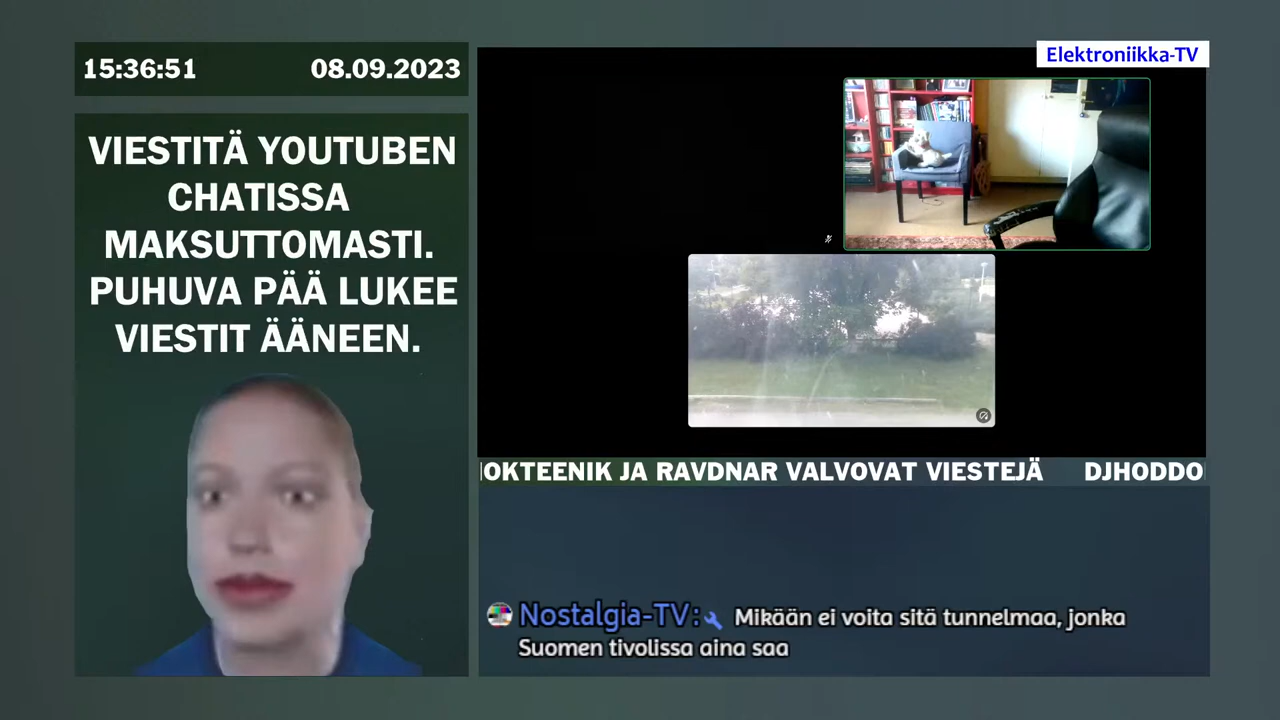 15:36:51 08.09.2023
VIESTITÄ YOUTUBEN
CHATISSA
MAKSUTTOMASTI.
PUHUVA PÄÄ LUKEE
VIESTIT ÄÄNEEN.
Elektroniikka-TV
JA RAVDNAR VALVOVAT VIESTEJÄ DJHODDO
Nostalgia-TV: Mikään ei voita sitä tunnelmaa, jonka
Suomen tivolissa aina saa